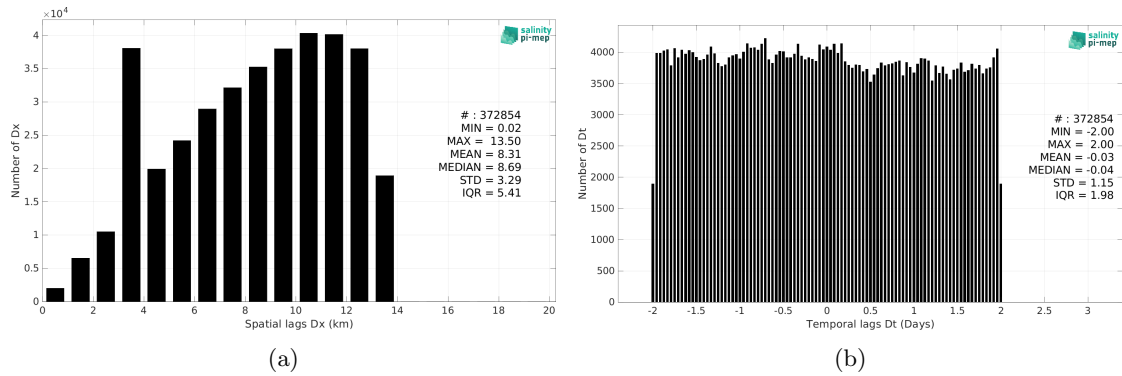 ×10^4
4
3.5
3
2.5
2
1.5
1
0.5
0
Number of Dx
salinity
pi-mep
# : 372854
MIN = 0.02
MAX = 13.50
MEAN = 8.31
MEDIAN = 8.69
STD = 3.29
IQR = 5.41
0 2 4 6 8 10 12 14 16 18 20
Spatial lags Dx (km)
(a)
4000
3500
3000
2500
2000
1500
1000
500
0
Number of Dt
salinity
pi-mep
# : 372854
MIN = -2.00
MAX = 2.00
MEAN = -0.03
MEDIAN = -0.04
STD = 1.15
IQR = 1.98
-2 -1.5 -1 -0.5 0 0.5 1 1.5 2 2.5 3
Temporal lags Dt (Days)
(b)